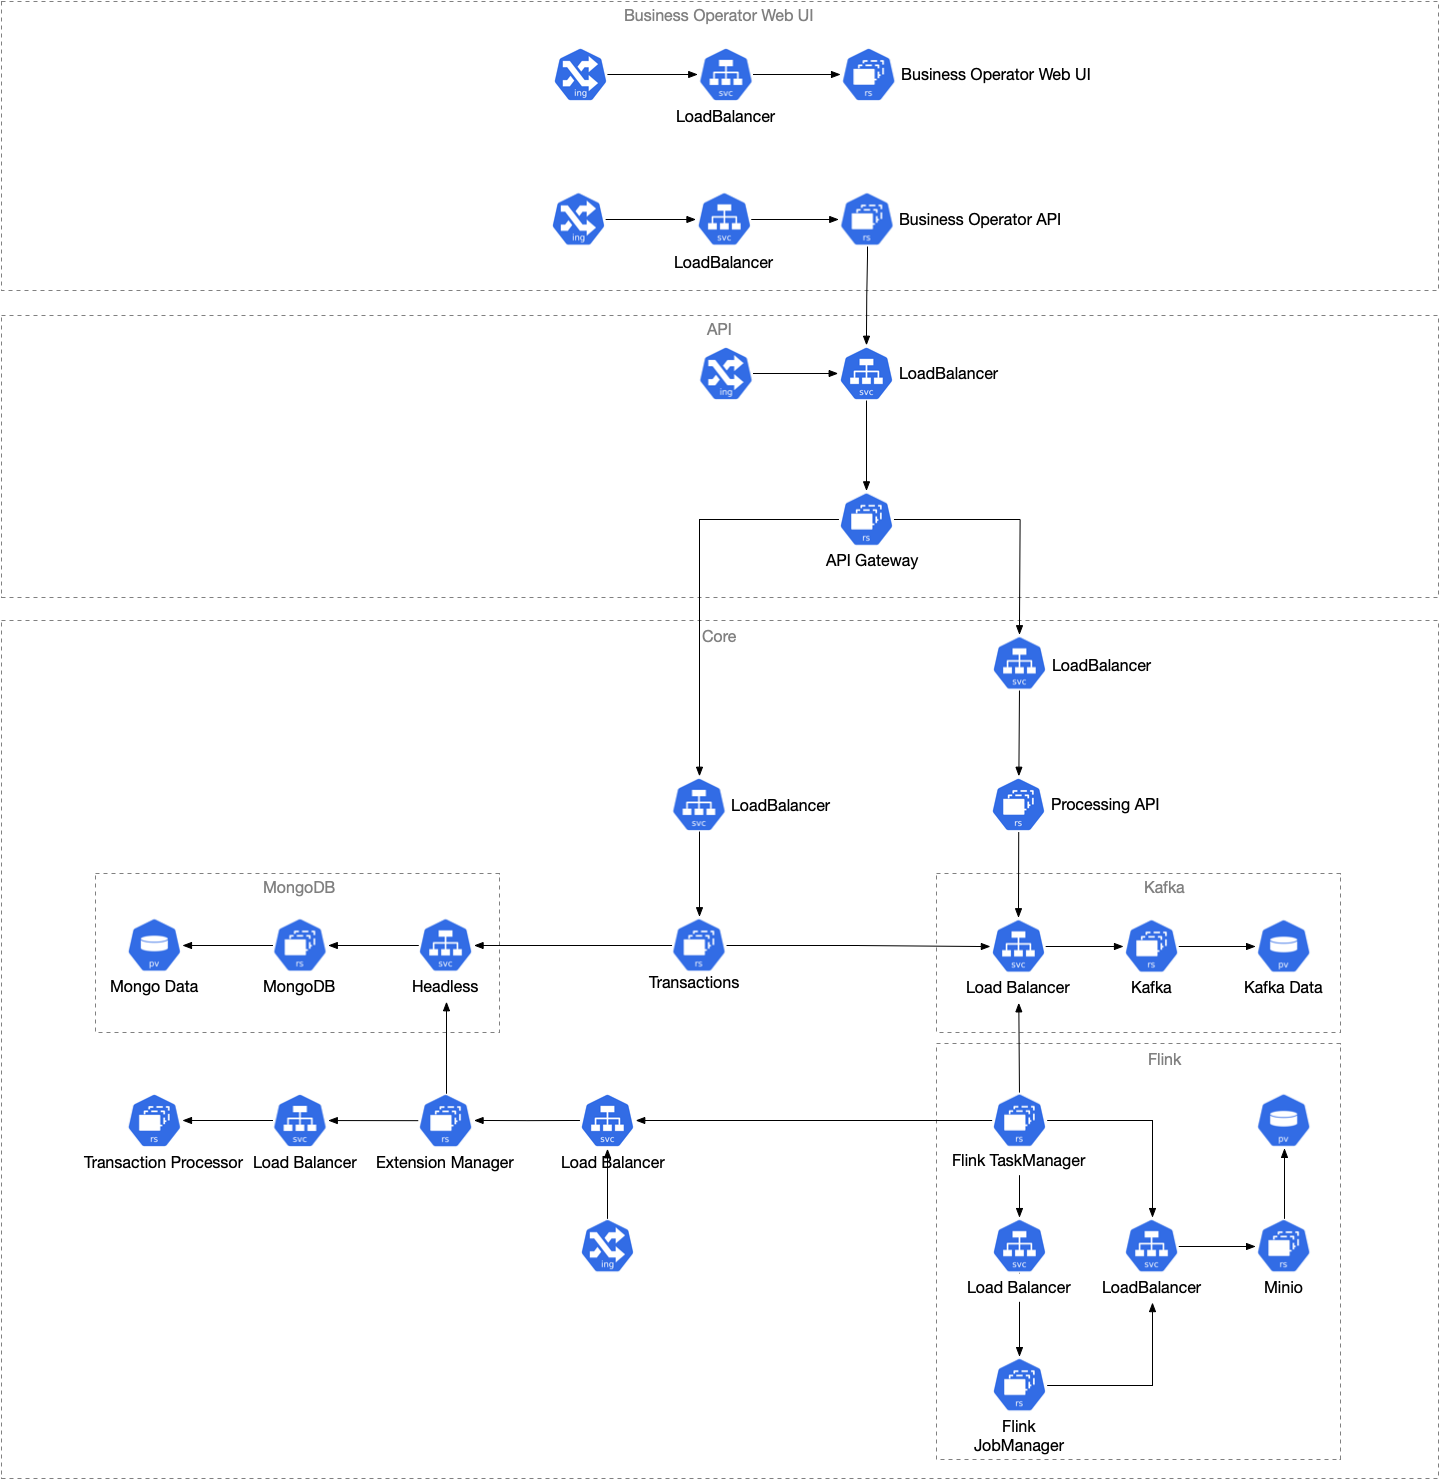 Business Operator Web UI
ing
svc
rs
Business Operator Web UI
LoadBalancer
ing
svc
rs
Business Operator API
LoadBalancer
API
ing
svc
LoadBalancer
rs
API Gateway
Core
svc
LoadBalancer
svc
LoadBalancer
rs
Processing API
MongoDB
Kafka
pv
rs
svc
rs
svc
rs
pv
Mongo Data
MongoDB
Headless
Transactions
Load Balancer
Kafka
Kafka Data
Flink
rs
svc
rs
svc
rs
pv
Transaction Processor
Load Balancer
Extension Manager
Load Balancer
Flink TaskManager
ing
svc
svc
rs
Load Balancer
LoadBalancer
Minio
rs
Flink
JobManager